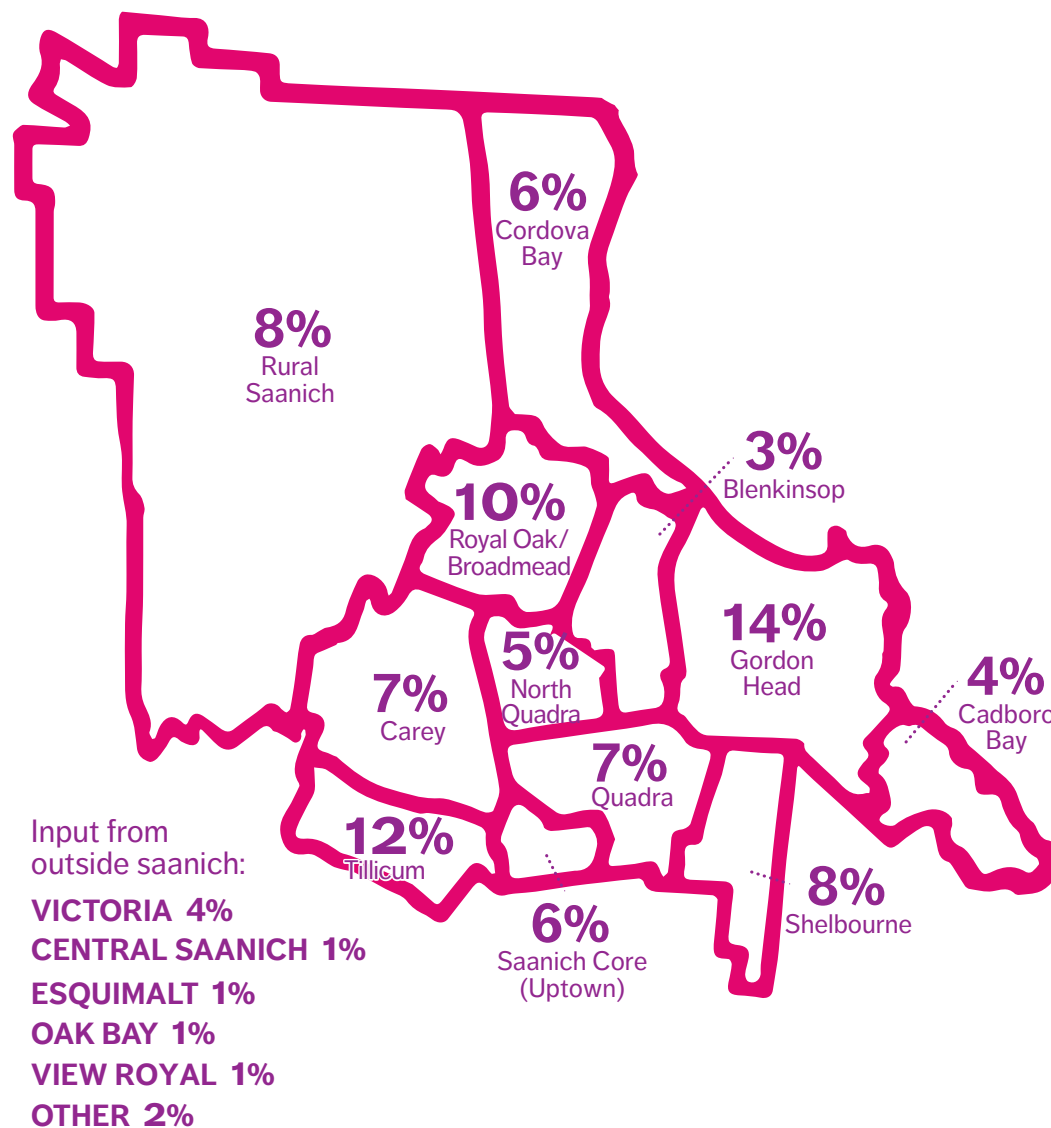 6%
Cordova
Bay
8%
Rural
Saanich
3%
Blenkinsop
10%
Royal Oak/
Broadmead
14%
Gordon
Head
5%
North
Quadra
4%
Cadboro
Bay
7%
Carey
7%
Quadra
12%
Tillicum
8%
Shelbourne
6%
Saanich Core
(Uptown)
Input from
outside saanich:
VICTORIA 4%
CENTRAL SAANICH 1%
ESQUIMALT 1%
OAK BAY 1%
VIEW ROYAL 1%
OTHER 2%